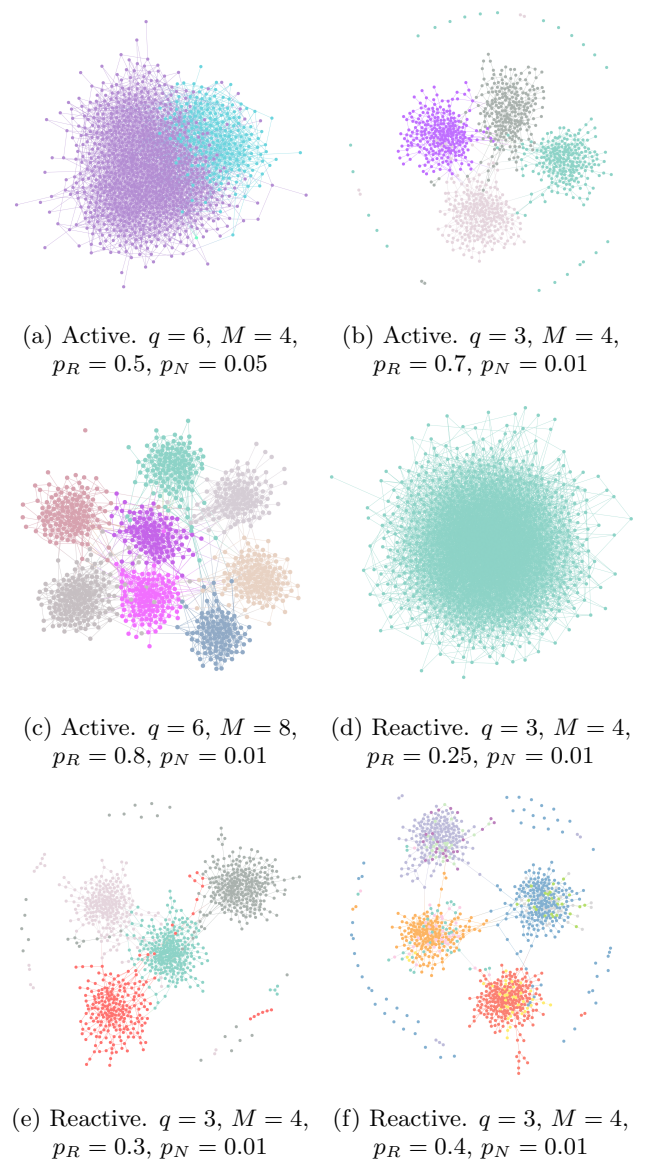 (a) Active. q = 6, M = 4,
p_R = 0.5, p_N = 0.05
(b) Active. q = 3, M = 4,
p_R = 0.7, p_N = 0.01
(c) Active. q = 6, M = 8,
p_R = 0.8, p_N = 0.01
(d) Reactive. q = 3, M = 4,
p_R = 0.25, p_N = 0.01
(e) Reactive. q = 3, M = 4,
p_R = 0.3, p_N = 0.01
(f) Reactive. q = 3, M = 4,
p_R = 0.4, p_N = 0.01